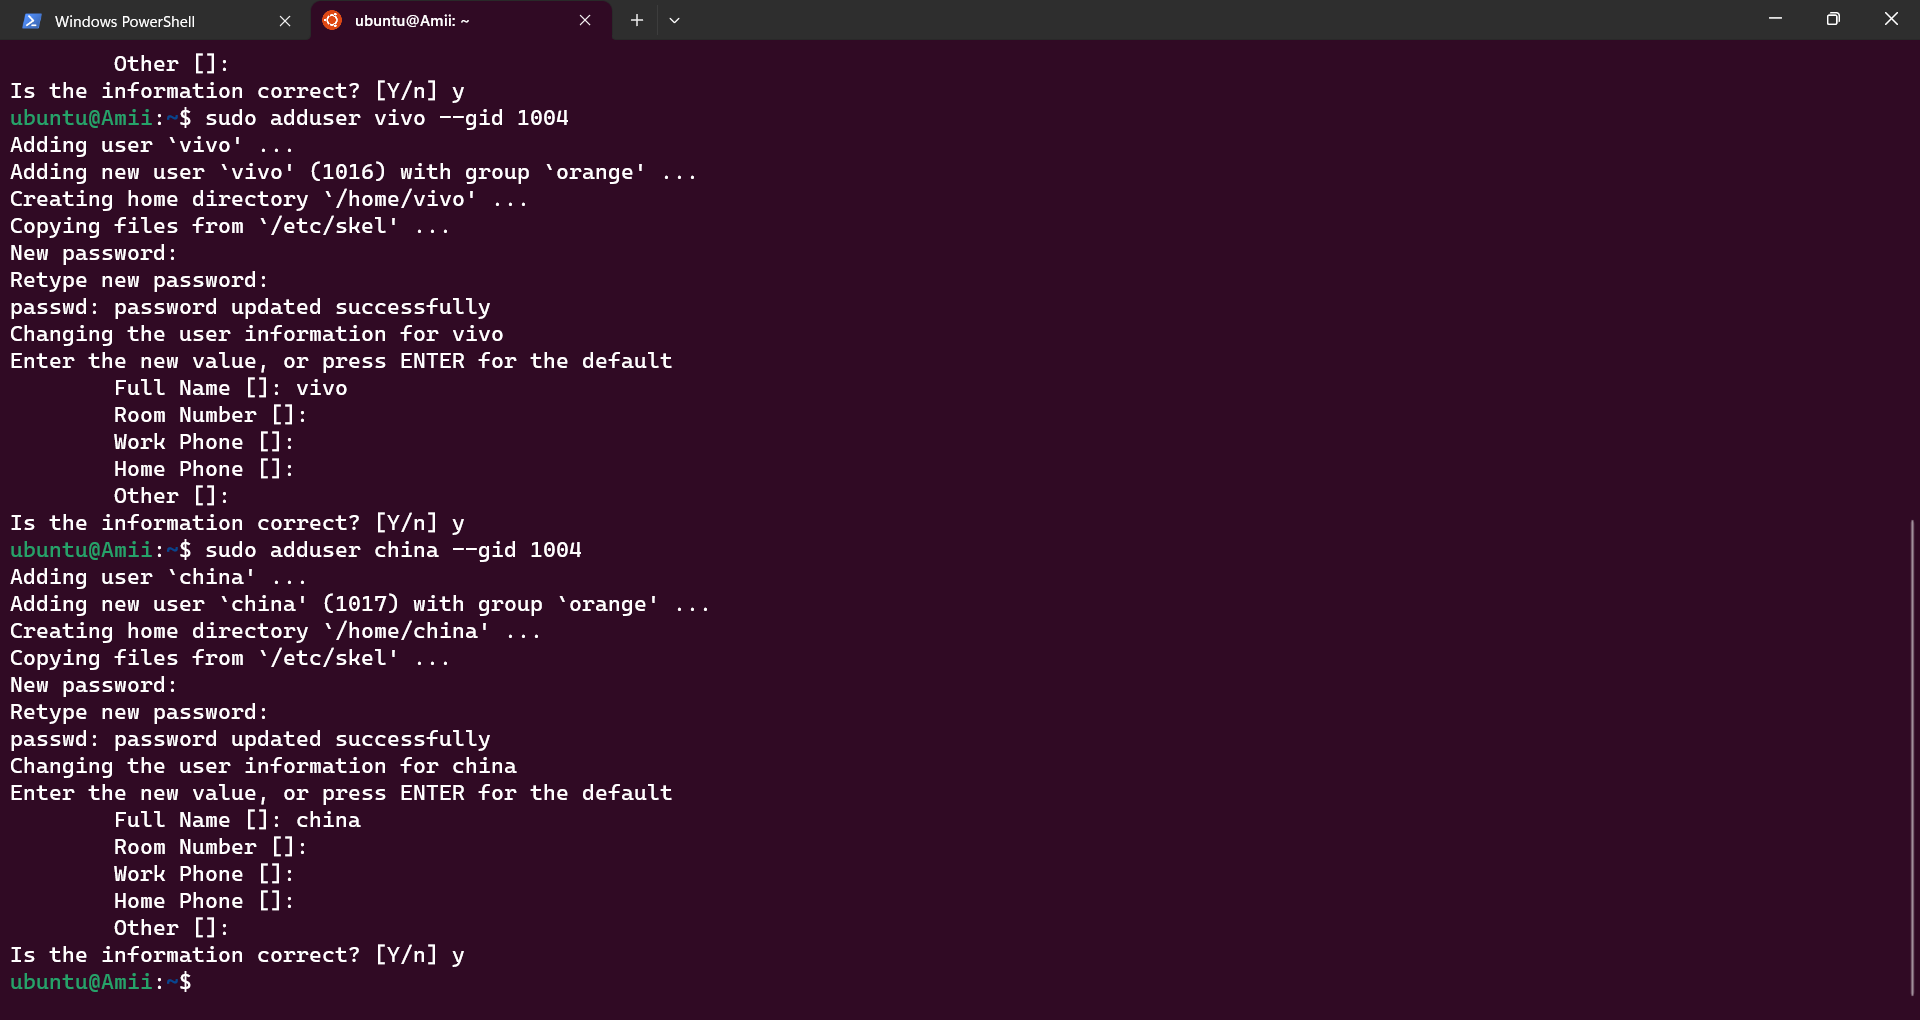 Windows PowerShell
ubuntu@Amii: ~
        Other []:
Is the information correct? [Y/n] y
ubuntu@Amii:~$ sudo adduser vivo --gid 1004
Adding user `vivo' ...
Adding new user `vivo' (1016) with group `orange' ...
Creating home directory `/home/vivo' ...
Copying files from `/etc/skel' ...
New password:
Retype new password:
passwd: password updated successfully
Changing the user information for vivo
Enter the new value, or press ENTER for the default
        Full Name []: vivo
        Room Number []:
        Work Phone []:
        Home Phone []:
        Other []:
Is the information correct? [Y/n] y
ubuntu@Amii:~$ sudo adduser china --gid 1004
Adding user `china' ...
Adding new user `china' (1017) with group `orange' ...
Creating home directory `/home/china' ...
Copying files from `/etc/skel' ...
New password:
Retype new password:
passwd: password updated successfully
Changing the user information for china
Enter the new value, or press ENTER for the default
        Full Name []: china
        Room Number []:
        Work Phone []:
        Home Phone []:
        Other []:
Is the information correct? [Y/n] y
ubuntu@Amii:~$